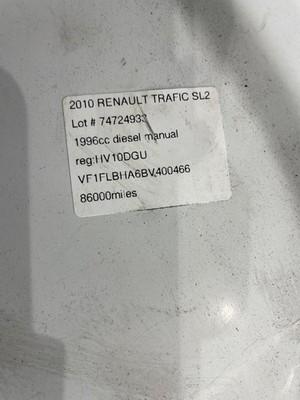 2010 RENAULT TRAFIC SL2
Lot # 74724933
1996cc diesel manual
reg:HV10DGU
VF1FLBHA6BV400466
86000miles